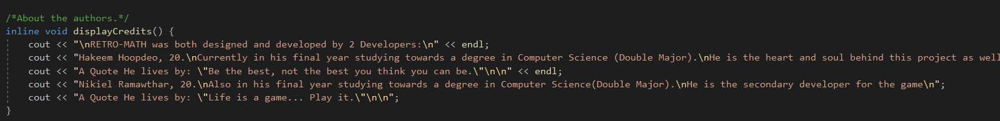 /*About the authors.*/
inline void displayCredits() {
cout << "\nRETRO-MATH was both designed and developed by 2 Developers:\n" << endl;
cout << "Hakeem Hoopdeo, 20.\nCurrently in his final year studying towards a degree in Computer Science (Double Major).\nHe is the heart and soul behind this project as well
cout << "A Quote He lives by: \"Be the best, not the best you think you can be.\"\n\n" << endl;
cout << "Nikiel Ramawthar, 20.\nAlso in his final year studying towards a degree in Computer Science(Double Major).\nHe is the secondary developer for the game\n";
cout << "A Quote He lives by: \"Life is a game... Play it.\"\n\n";
}